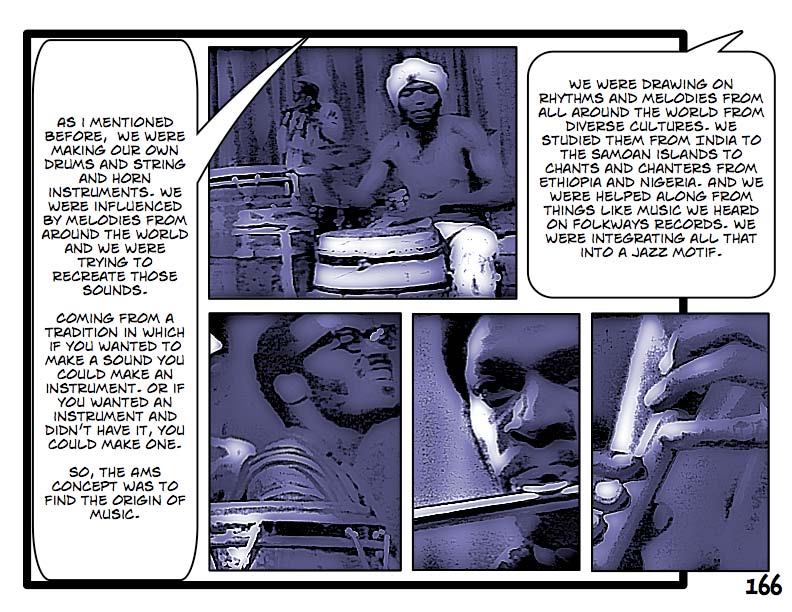 AS I MENTIONED
BEFORE, WE WERE
MAKING OUR OWN
DRUMS AND STRING
AND HORN
INSTRUMENTS. WE
WERE INFLUENCED
BY MELODIES FROM
AROUND THE WORLD
AND WE WERE
TRYING TO
RECREATE THOSE
SOUNDS.
COMING FROM A
TRADITION IN WHICH
IF YOU WANTED TO
MAKE A SOUND YOU
COULD MAKE AN
INSTRUMENT. OR IF
YOU WANTED AN
INSTRUMENT AND
DIDN'T HAVE IT, YOU
COULD MAKE ONE.
SO, THE AMS
CONCEPT WAS TO
FIND THE ORIGIN OF
MUSIC.
WE WERE DRAWING ON
RHYTHMS AND MELODIES FROM
ALL AROUND THE WORLD FROM
DIVERSE CULTURES. WE
STUDIED THEM FROM INDIA TO
THE SAMOAN ISLANDS TO
CHANTS AND CHANTERS FROM
ETHIOPIA AND NIGERIA. AND WE
WERE HELPED ALONG FROM
THINGS LIKE MUSIC WE HEARD
ON FOLKWAYS RECORDS. WE
WERE INTEGRATING ALL THAT
INTO A JAZZ MOTIF.
166